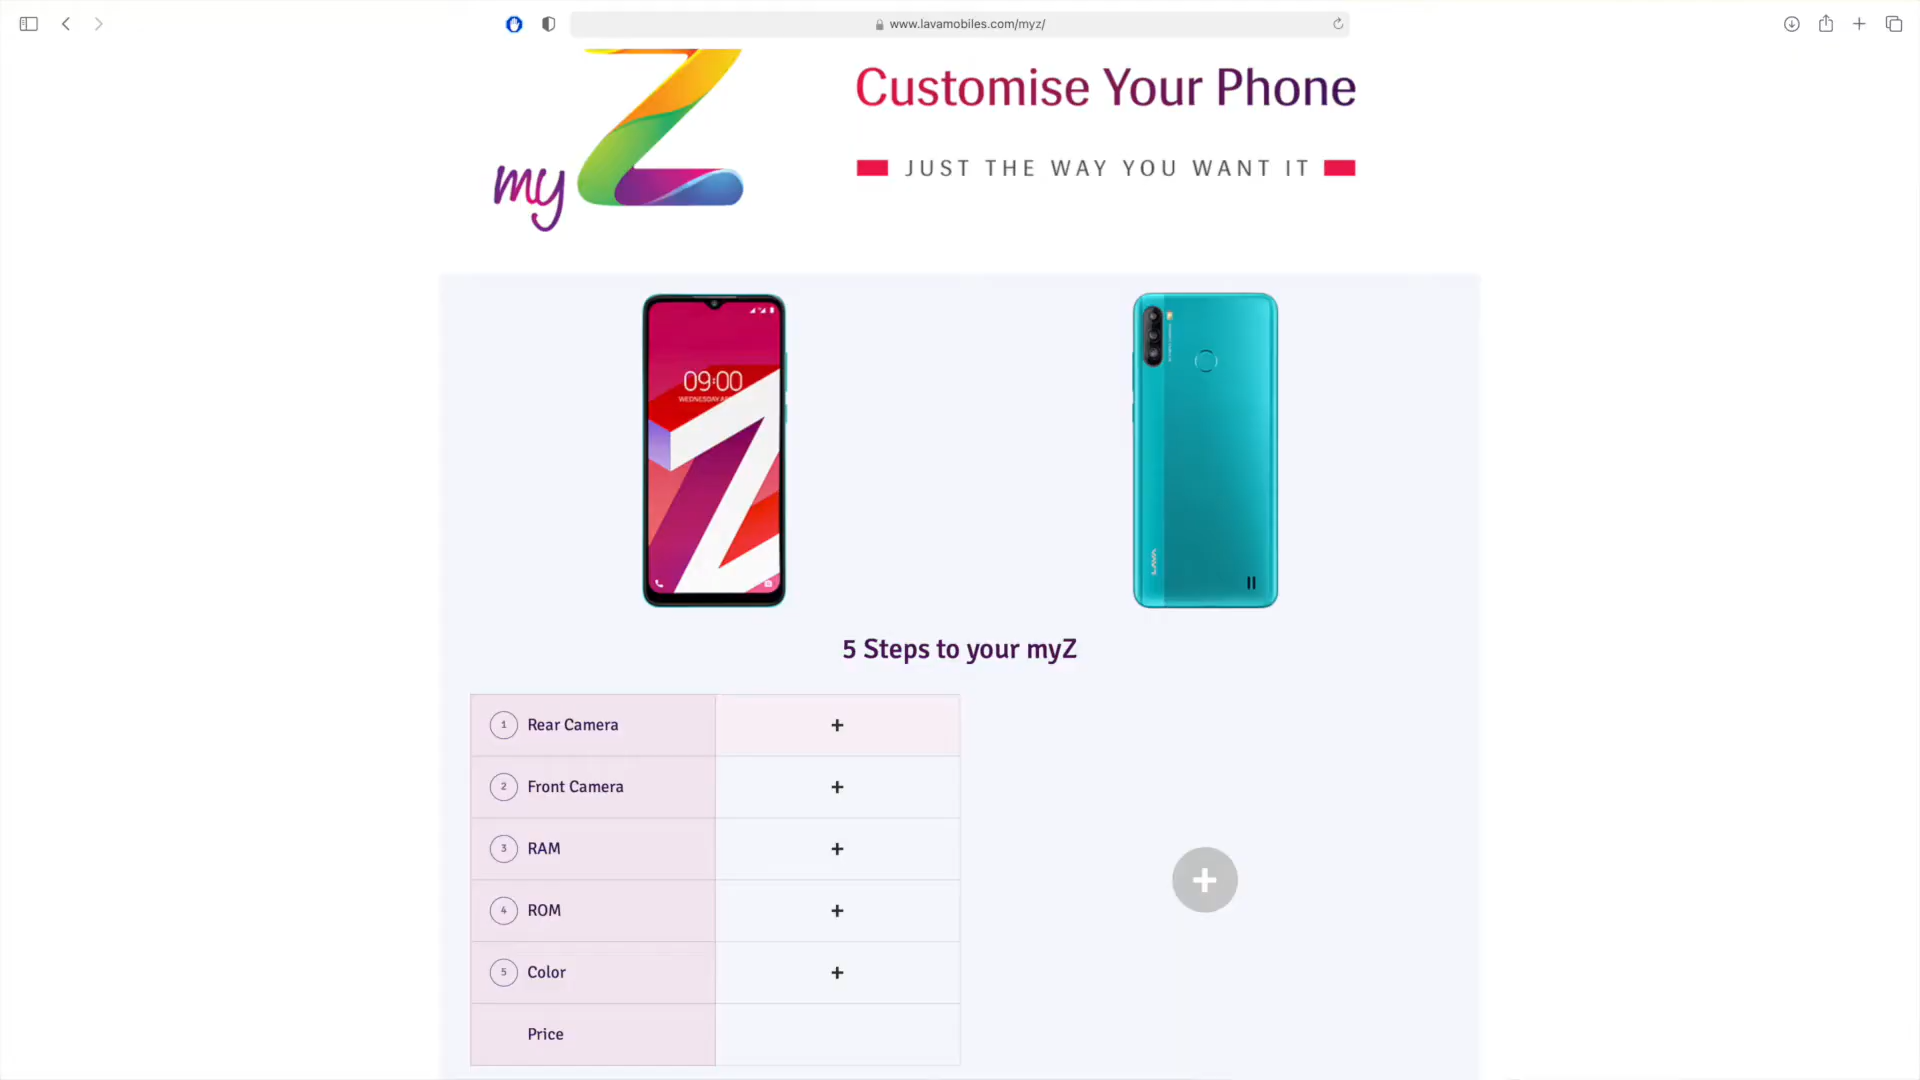 www.lavamobiles.com/myz/
my Z
Customise Your Phone
JUST THE WAY YOU WANT IT
09:00
LAVA
5 Steps to your myZ
1 Rear Camera +
2 Front Camera +
3 RAM +
4 ROM +
5 Color +
Price